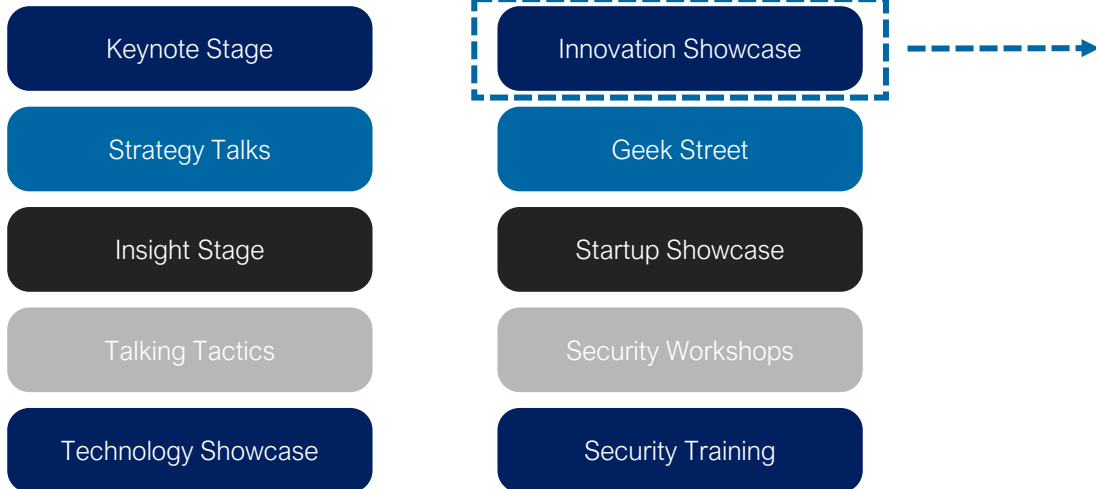 Keynote Stage
Strategy Talks
Insight Stage
Talking Tactics
Technology Showcase
Innovation Showcase
Geek Street
Startup Showcase
Security Workshops
Security Training